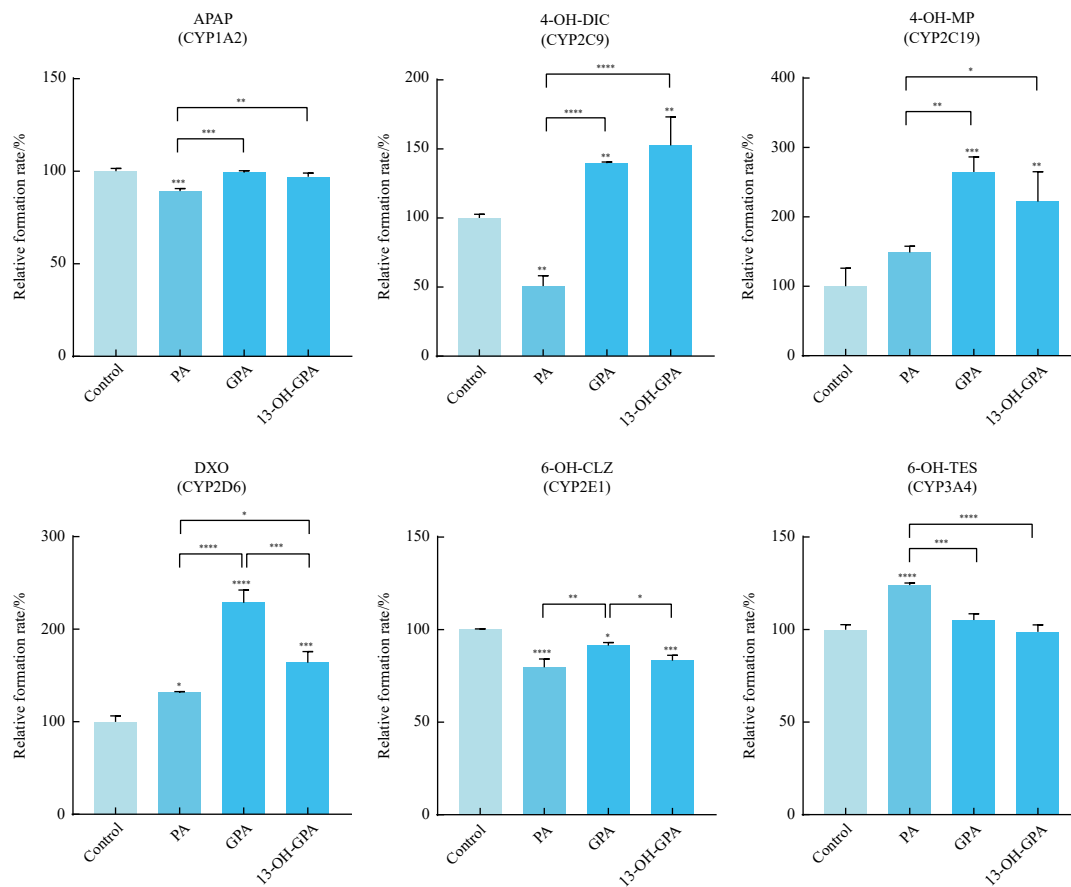 APAP
(CYP1A2)
Relative formation rate/%
150
100
50
0
**
***
***
Control
PA
GPA
13-OH-GPA
4-OH-DIC
(CYP2C9)
Relative formation rate/%
200
150
100
50
0
****
****
**
**
**
Control
PA
GPA
13-OH-GPA
4-OH-MP
(CYP2C19)
Relative formation rate/%
400
300
200
100
0
*
**
***
**
Control
PA
GPA
13-OH-GPA
DXO
(CYP2D6)
Relative formation rate/%
300
200
100
0
*
****
***
****
***
*
Control
PA
GPA
13-OH-GPA
6-OH-CLZ
(CYP2E1)
Relative formation rate/%
150
100
50
0
**
*
****
*
***
Control
PA
GPA
13-OH-GPA
6-OH-TES
(CYP3A4)
Relative formation rate/%
150
100
50
0
****
***
****
Control
PA
GPA
13-OH-GPA